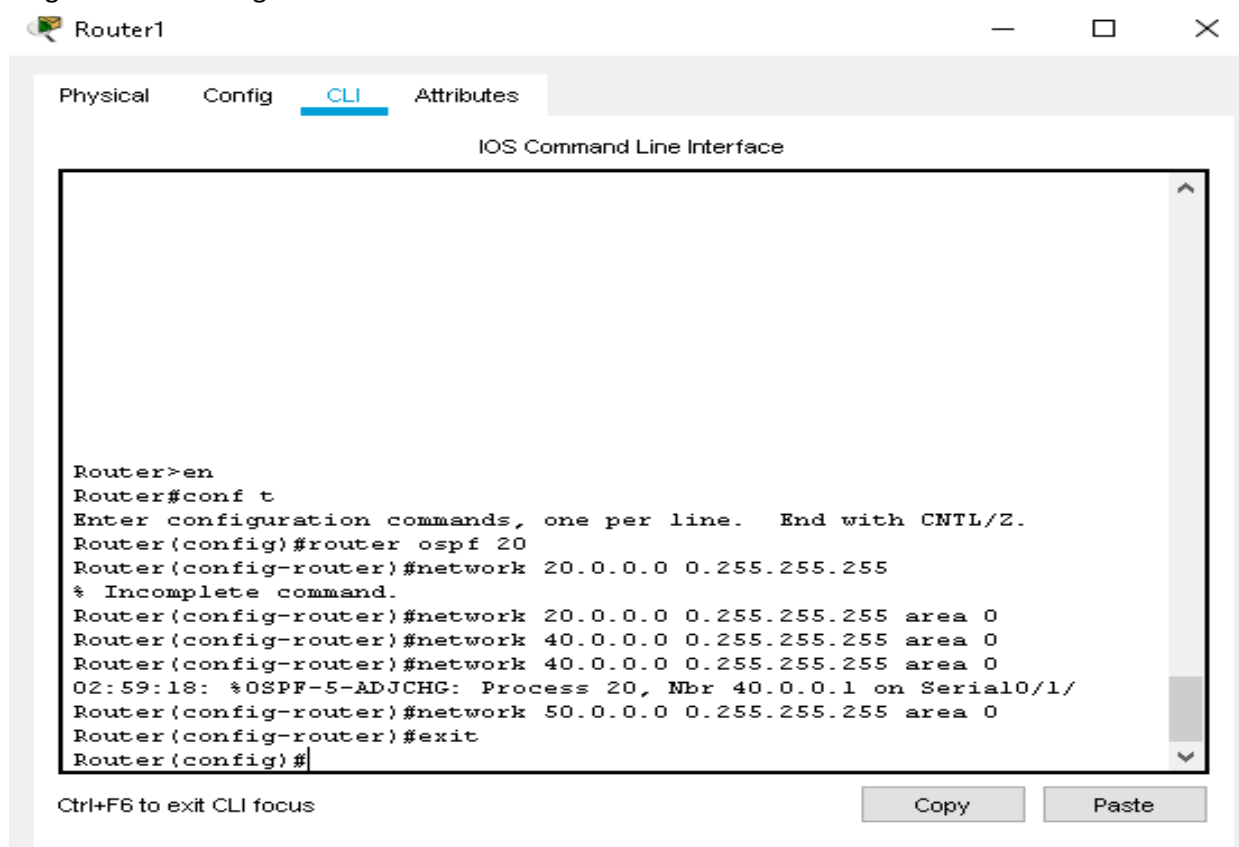 Router1
Physical Config CLI Attributes
IOS Command Line Interface
Router>en
Router#conf t
Enter configuration commands, one per line.  End with CNTL/Z.
Router(config)#router ospf 20
Router(config-router)#network 20.0.0.0 0.255.255.255
% Incomplete command.
Router(config-router)#network 20.0.0.0 0.255.255.255 area 0
Router(config-router)#network 40.0.0.0 0.255.255.255 area 0
Router(config-router)#network 40.0.0.0 0.255.255.255 area 0
02:59:18: %OSPF-5-ADJCHG: Process 20, Nbr 40.0.0.1 on Serial0/1/
Router(config-router)#network 50.0.0.0 0.255.255.255 area 0
Router(config-router)#exit
Router(config)#
Ctrl+F6 to exit CLI focus Copy Paste